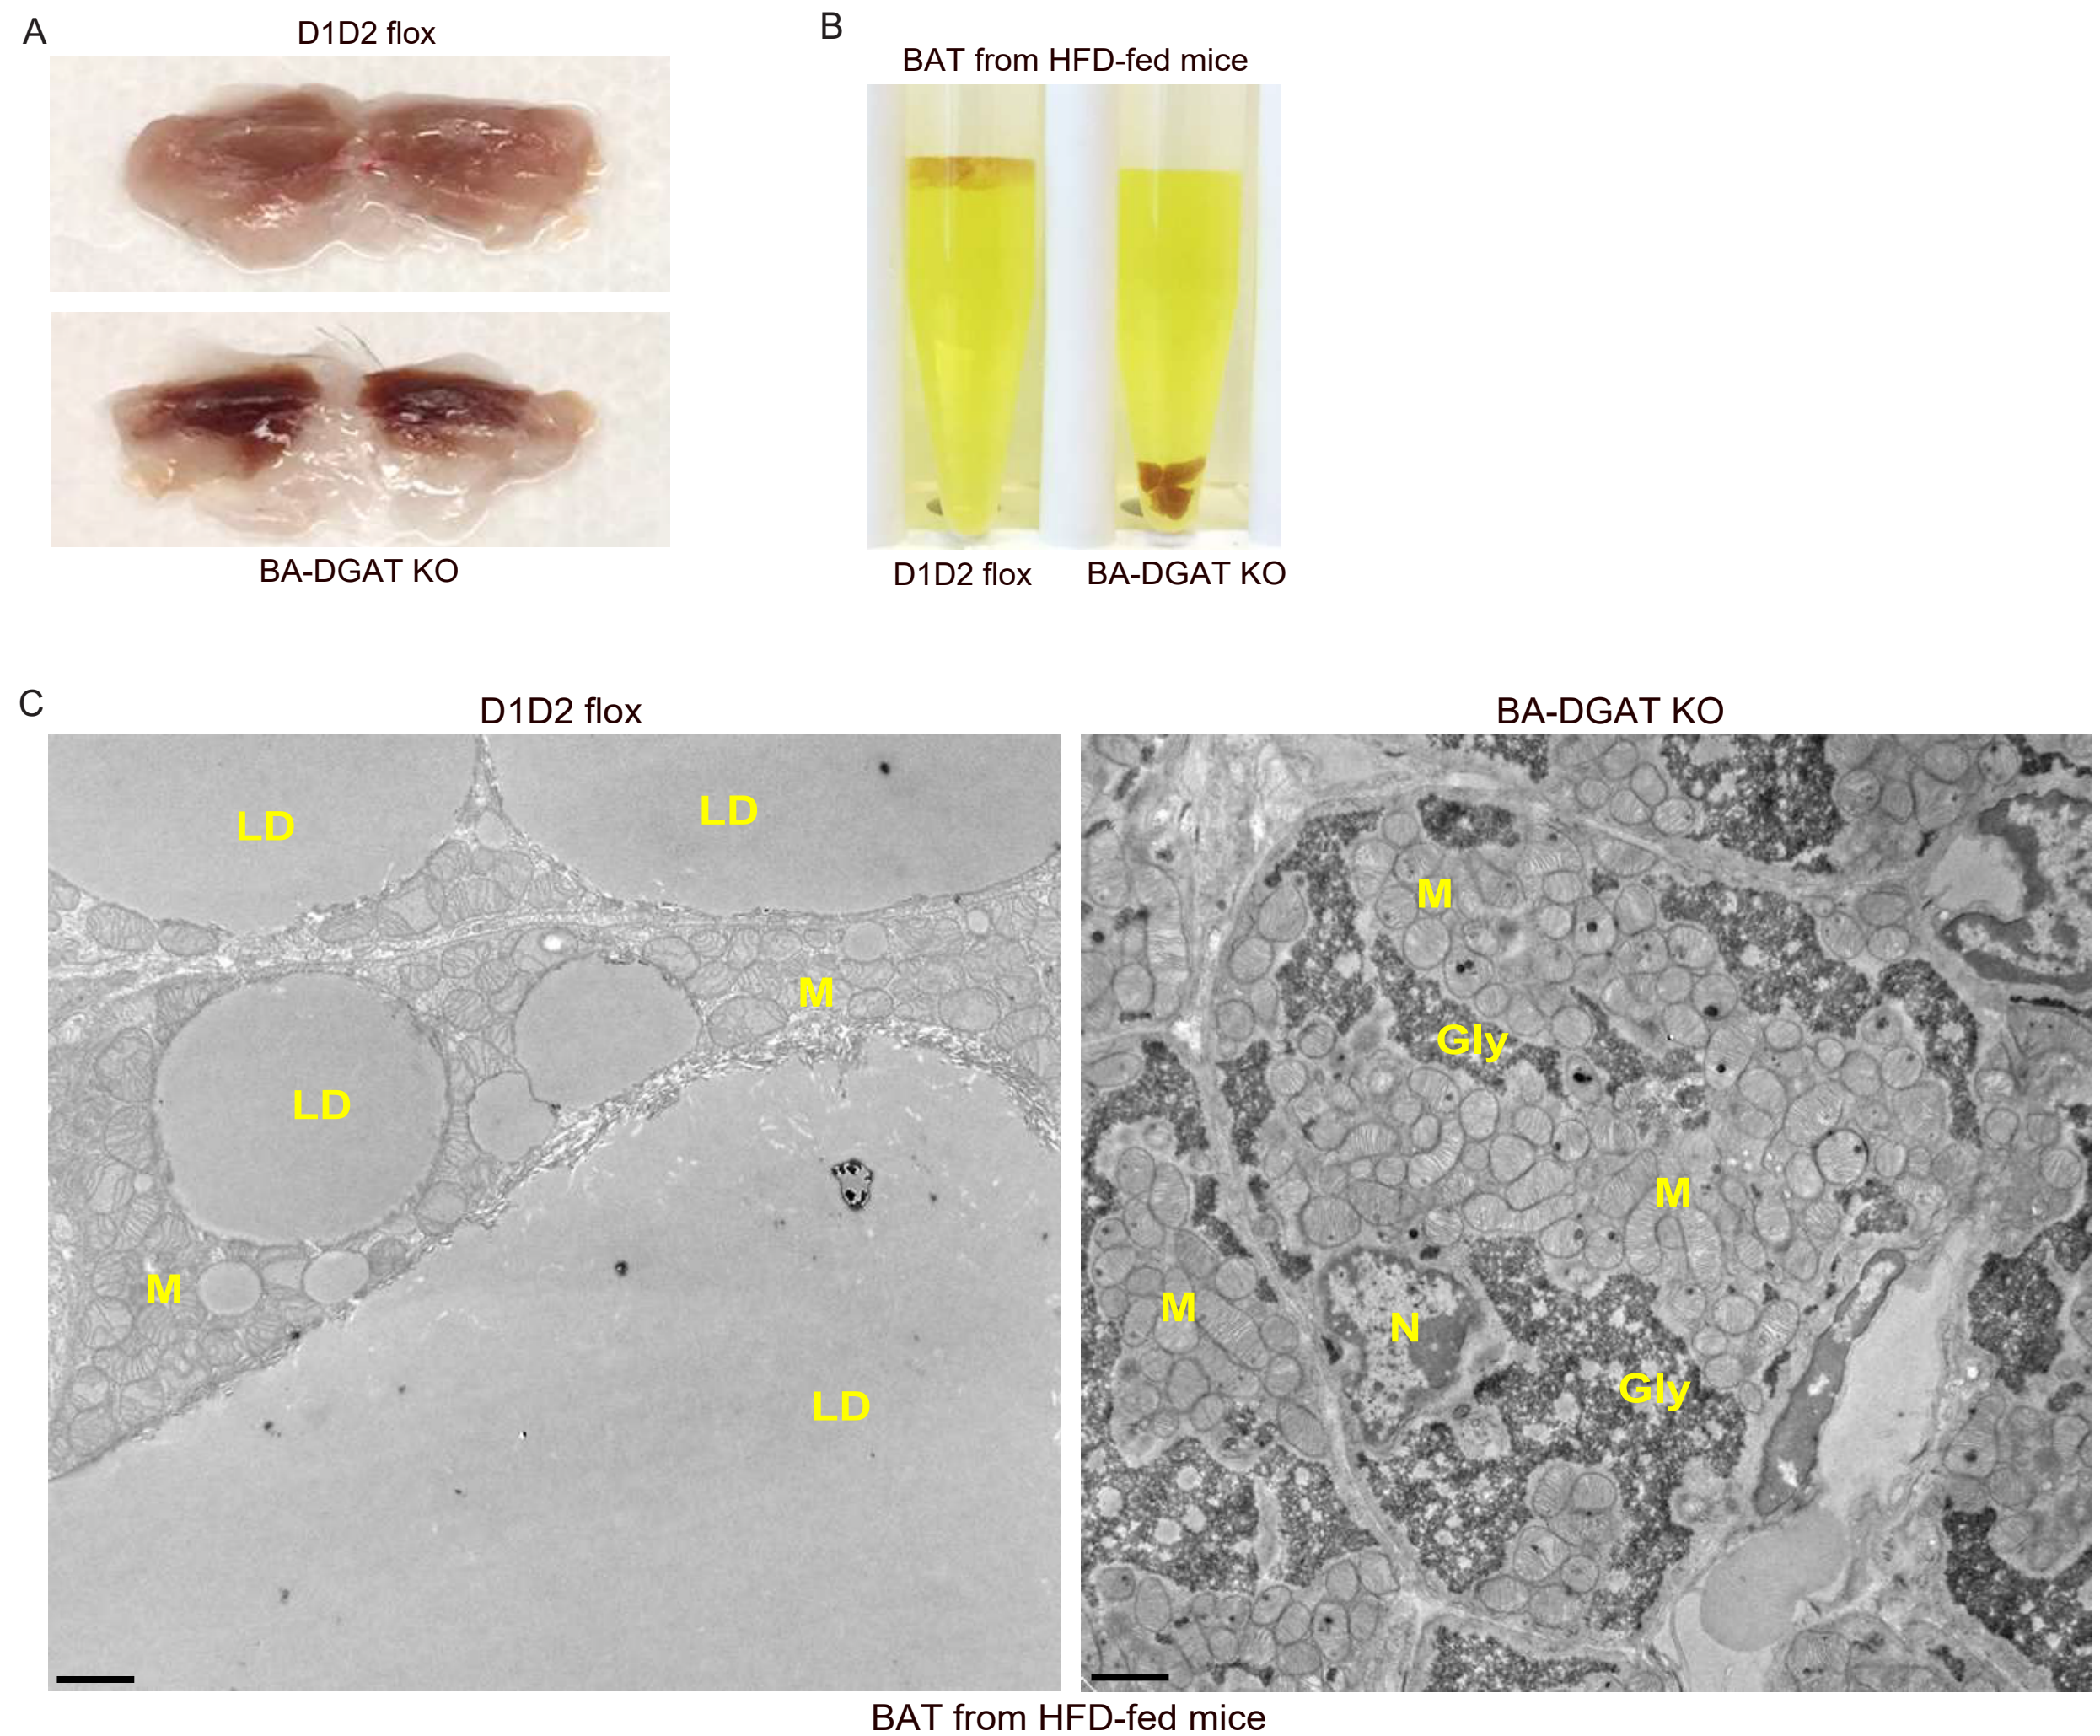 A
D1D2 flox
BA-DGAT KO
B
BAT from HFD-fed mice
D1D2 flox
BA-DGAT KO
C
D1D2 flox
BA-DGAT KO
LD
LD
LD
M
M
LD
M
Gly
M
M
N
Gly
BAT from HFD-fed mice